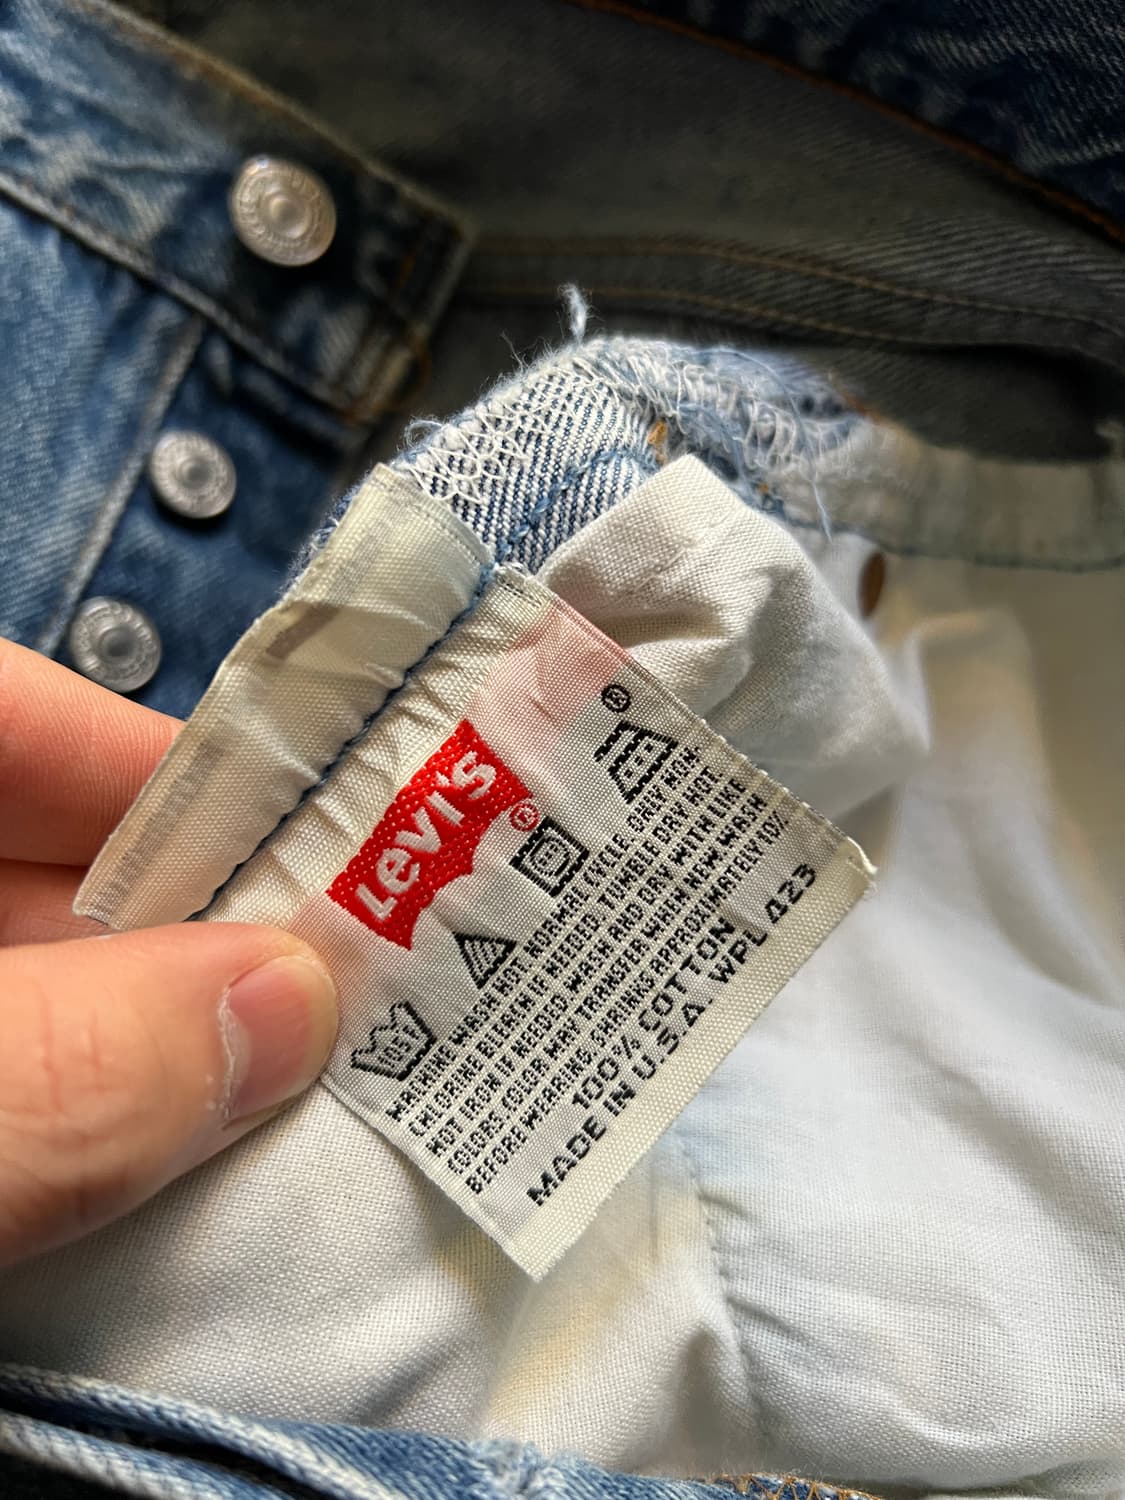 Levi's®
®
105°
MACHINE WASH HOT, NORMAL CYCLE. ONLY NON-
CHLORINE BLEACH IF NEEDED. TUMBLE DRY HOT.
HOT IRON IF NEEDED. WASH AND DRY WITH LIKE
COLORS. COLOR MAY TRANSFER WHEN NEW. WASH
BEFORE WEARING. SHRINKS APPROXIMATELY 10%.
100% COTTON
MADE IN U.S.A. WPL 423